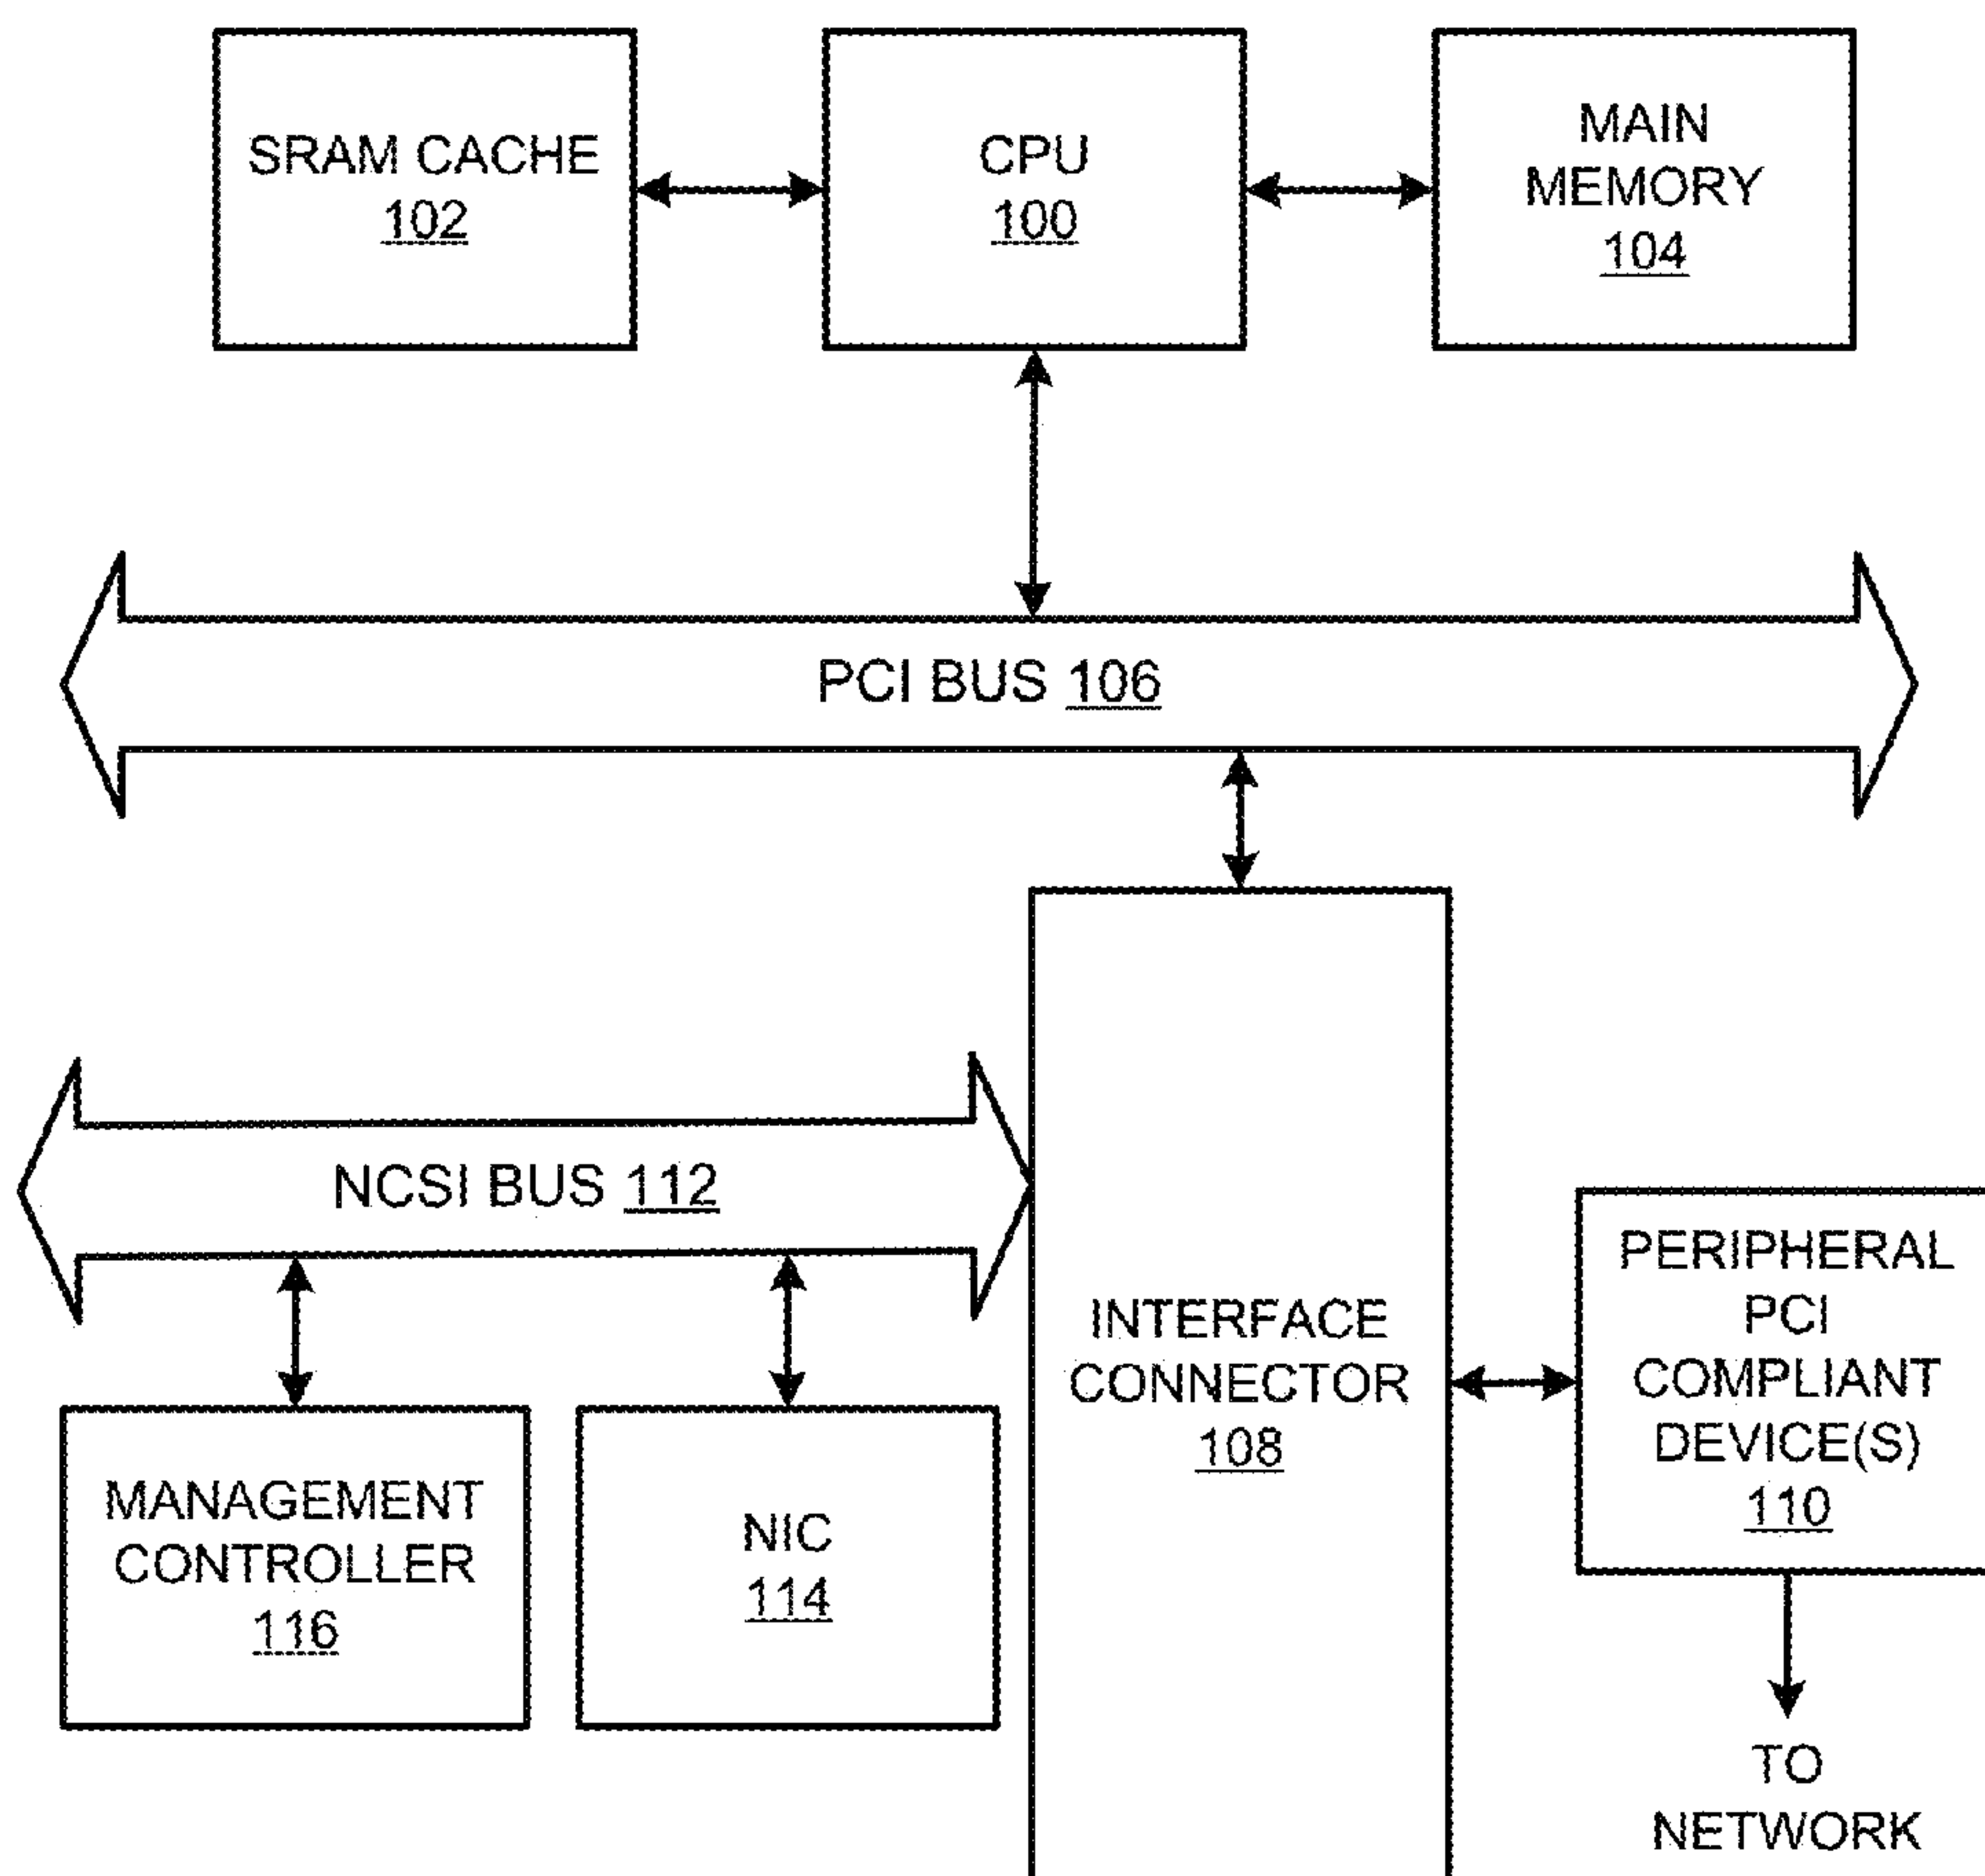 SRAM CACHE
102
CPU
100
MAIN
MEMORY
104
PCI BUS 106
NCSI BUS 112
INTERFACE
CONNECTOR
108
PERIPHERAL
PCI
COMPLIANT
DEVICE(S)
110
MANAGEMENT
CONTROLLER
116
NIC
114
TO
NETWORK